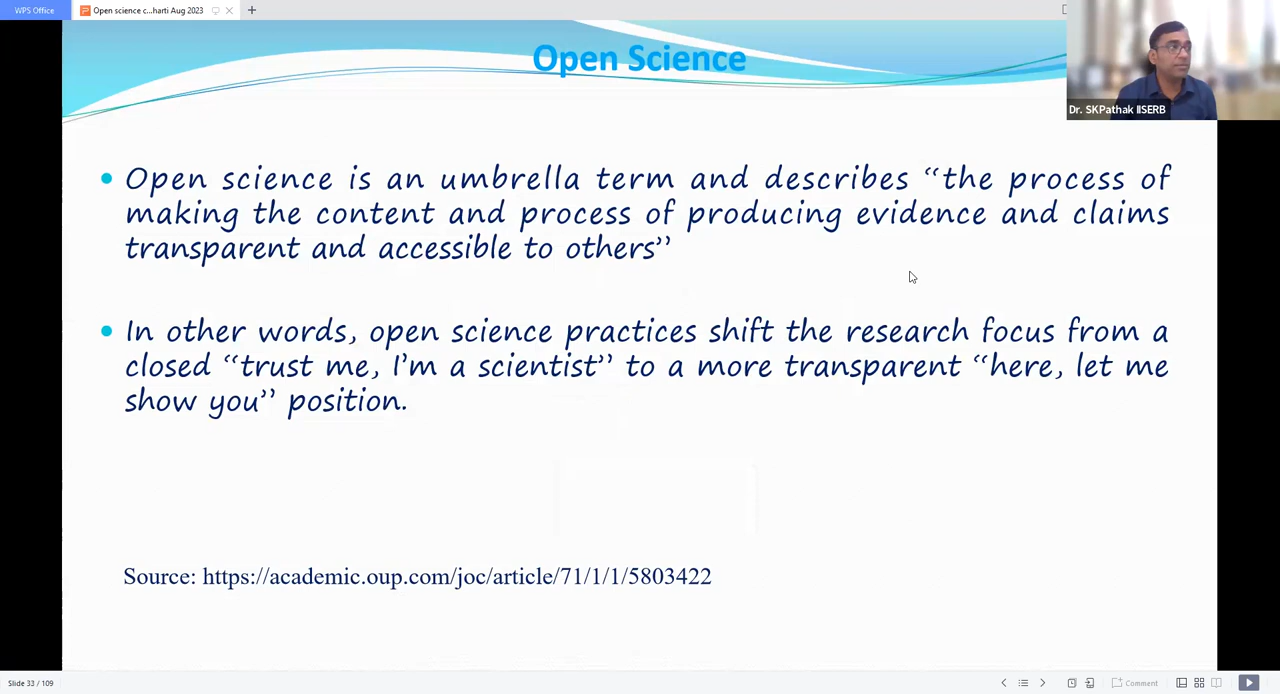 WPS Office
Open science c...harti Aug 2023
Open Science
Dr. SKPathak IISERB
• Open science is an umbrella term and describes “the process of
making the content and process of producing evidence and claims
transparent and accessible to others”
• In other words, open science practices shift the research focus from a
closed “trust me, I’m a scientist” to a more transparent “here, let me
show you” position.
Source: https://academic.oup.com/joc/article/71/1/1/5803422
Slide 33 / 109
Comment